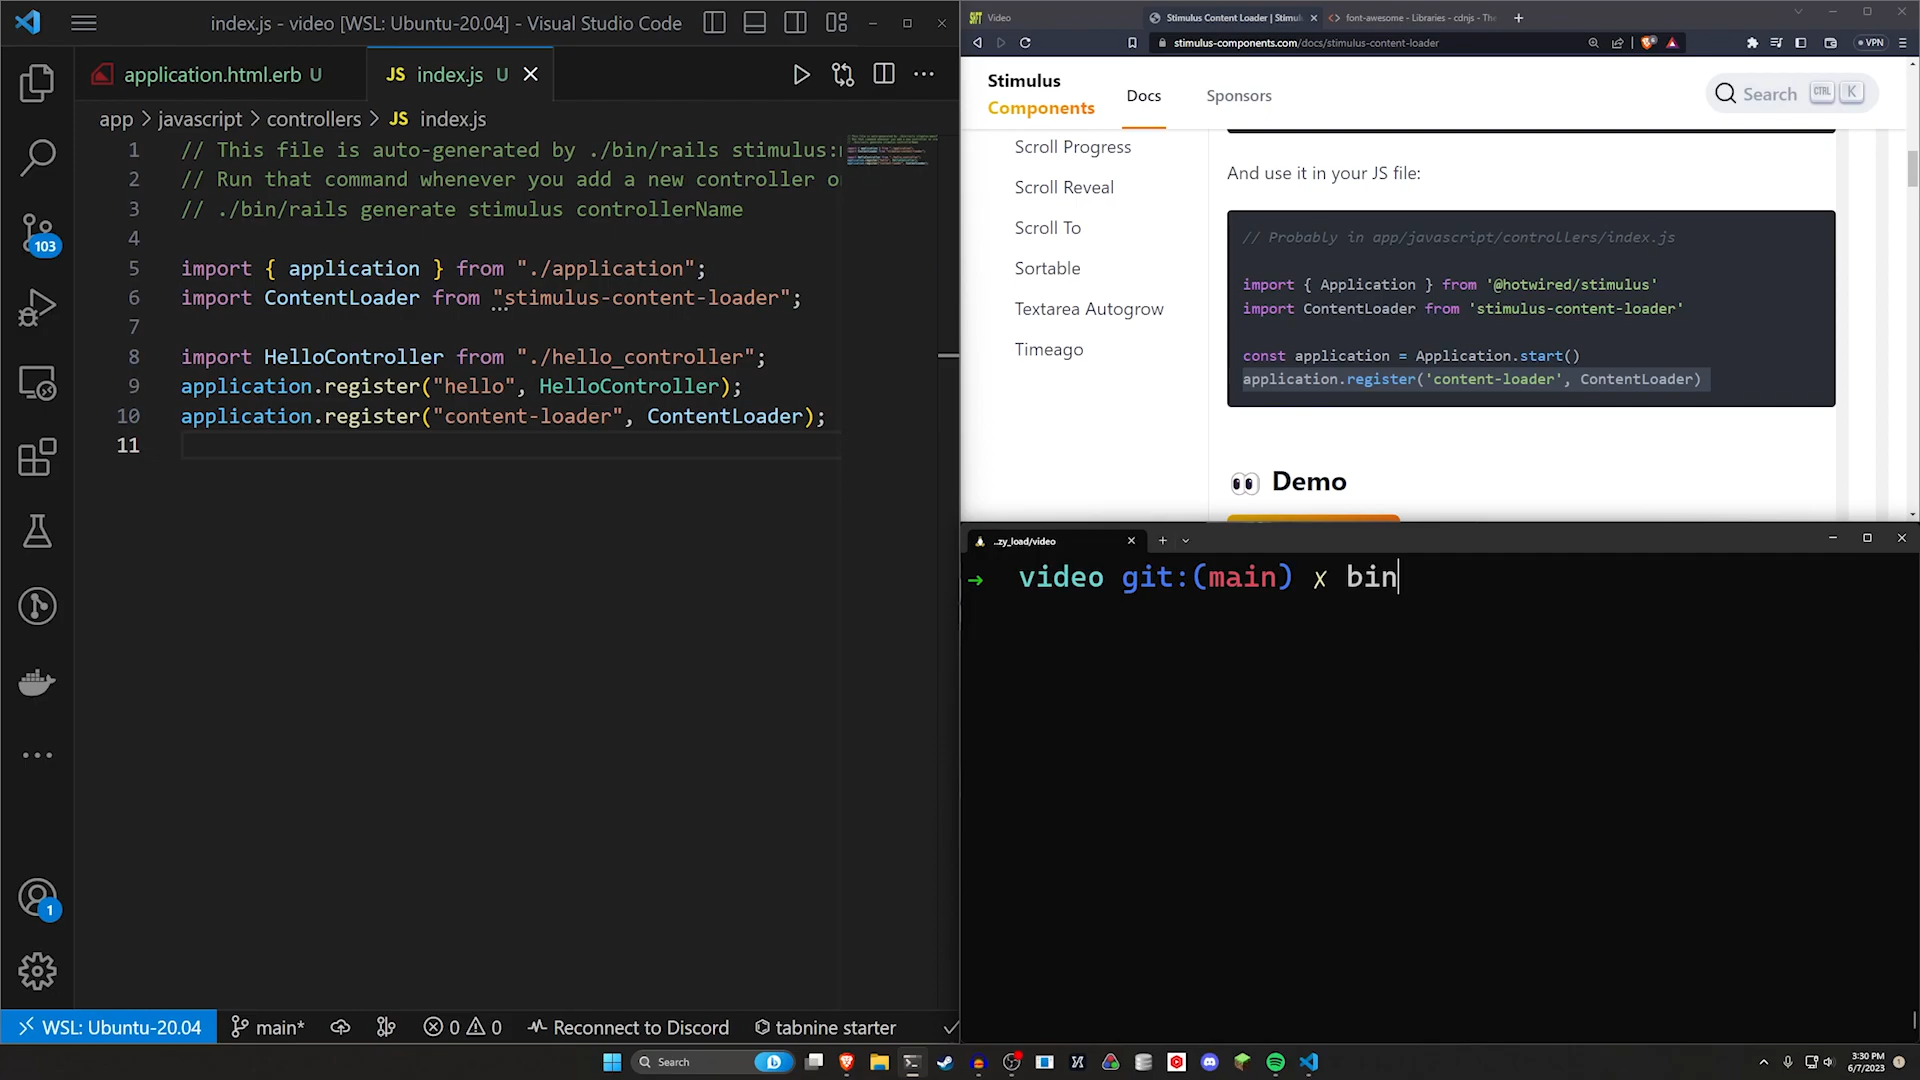 index.js - video [WSL: Ubuntu-20.04] - Visual Studio Code
application.html.erb U
JS index.js U
app > javascript > controllers > JS index.js
1 // This file is auto-generated by ./bin/rails stimulus:
2 // Run that command whenever you add a new controller o
3 // ./bin/rails generate stimulus controllerName
4
5 import { application } from "./application";
6 import ContentLoader from "stimulus-content-loader";
7
8 import HelloController from "./hello_controller";
9 application.register("hello", HelloController);
10 application.register("content-loader", ContentLoader);
11
103
1
WSL: Ubuntu-20.04 main* 0 0 Reconnect to Discord tabnine starter
Video
Stimulus Content Loader | Stimul
font-awesome - Libraries - cdnjs - The
stimulus-components.com/docs/stimulus-content-loader
VPN
Stimulus
Components
Docs
Sponsors
Search CTRL K
Scroll Progress
Scroll Reveal
Scroll To
Sortable
Textarea Autogrow
Timeago
And use it in your JS file:
// Probably in app/javascript/controllers/index.js
import { Application } from '@hotwired/stimulus'
import ContentLoader from 'stimulus-content-loader'
const application = Application.start()
application.register('content-loader', ContentLoader)
👀 Demo
..zy_load/video
→ video git:(main) ✗ bin
Search
3:30 PM
6/7/2023